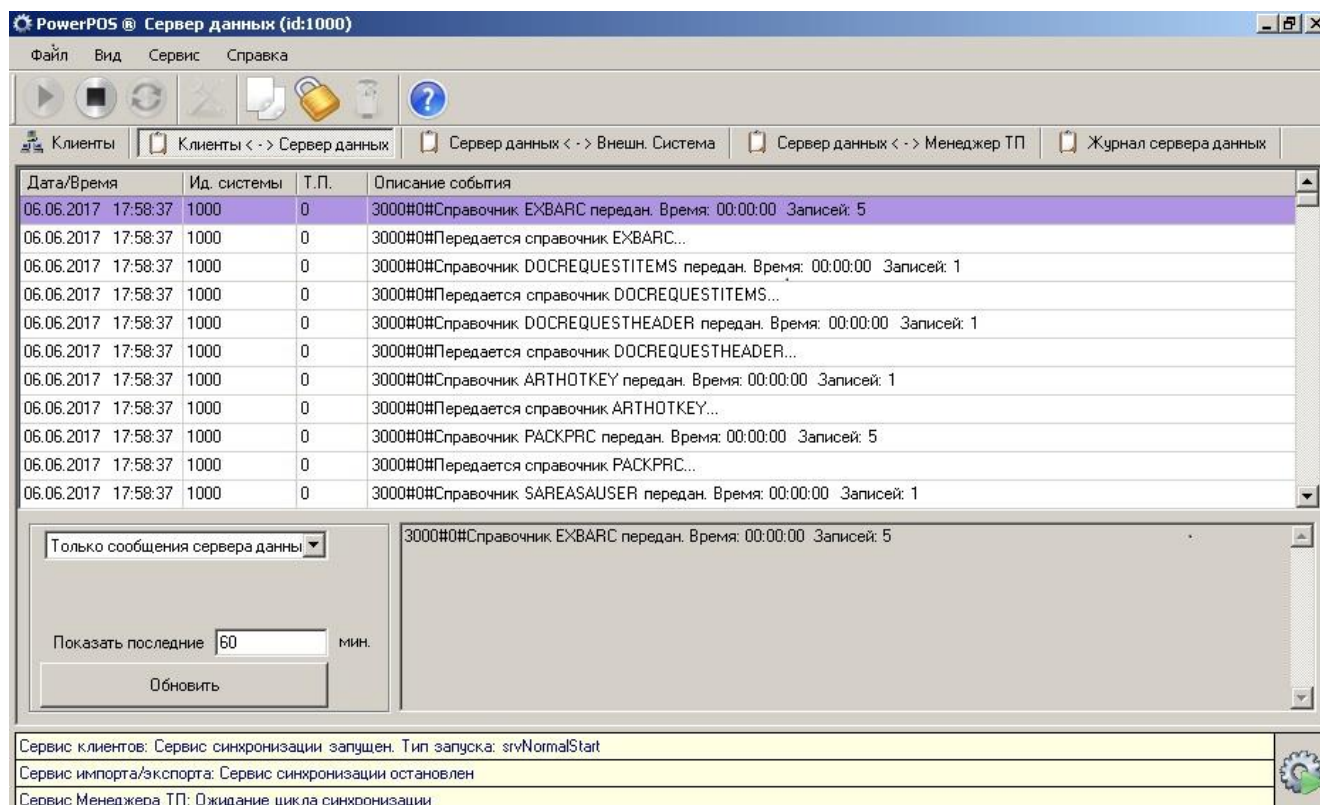 PowerPOS ® Сервер данных (id:1000)
Файл Вид Сервис Справка
Клиенты Клиенты < - > Сервер данных Сервер данных < - > Внешн. Система Сервер данных < - > Менеджер ТП Журнал сервера данных
Дата/Время Ид. системы Т.П. Описание события
06.06.2017 17:58:37 1000 0 3000#0#Справочник EXBARC передан. Время: 00:00:00 Записей: 5
06.06.2017 17:58:37 1000 0 3000#0#Передается справочник EXBARC...
06.06.2017 17:58:37 1000 0 3000#0#Справочник DOCREQUESTITEMS передан. Время: 00:00:00 Записей: 1
06.06.2017 17:58:37 1000 0 3000#0#Передается справочник DOCREQUESTITEMS...
06.06.2017 17:58:37 1000 0 3000#0#Справочник DOCREQUESTHEADER передан. Время: 00:00:00 Записей: 1
06.06.2017 17:58:37 1000 0 3000#0#Передается справочник DOCREQUESTHEADER...
06.06.2017 17:58:37 1000 0 3000#0#Справочник ARTHOTKEY передан. Время: 00:00:00 Записей: 1
06.06.2017 17:58:37 1000 0 3000#0#Передается справочник ARTHOTKEY...
06.06.2017 17:58:37 1000 0 3000#0#Справочник PACKPRC передан. Время: 00:00:00 Записей: 5
06.06.2017 17:58:37 1000 0 3000#0#Передается справочник PACKPRC...
06.06.2017 17:58:37 1000 0 3000#0#Справочник SAREASAUSER передан. Время: 00:00:00 Записей: 1
Только сообщения сервера данны
3000#0#Справочник EXBARC передан. Время: 00:00:00 Записей: 5
Показать последние 60 мин.
Обновить
Сервис клиентов: Сервис синхронизации запущен. Тип запуска: srvNormalStart
Сервис импорта/экспорта: Сервис синхронизации остановлен
Сервис Менеджера ТП: Ожидание цикла синхронизации